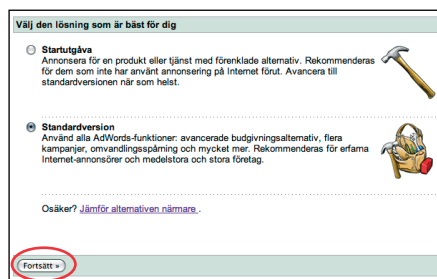 Välj den lösning som är bäst för dig
Startutgåva
Annonsera för en produkt eller tjänst med förenklade alternativ. Rekommenderas
för dem som inte har använt annonsering på Internet förut. Avancera till
standardversionen när som helst.
Standardversion
Använd alla AdWords-funktioner: avancerade budgivningsalternativ, flera
kampanjer, omvandlingsspårning och mycket mer. Rekommenderas för erfarna
Internet-annonsörer och medelstora och stora företag.
Osäker? Jämför alternativen närmare .
Fortsätt »